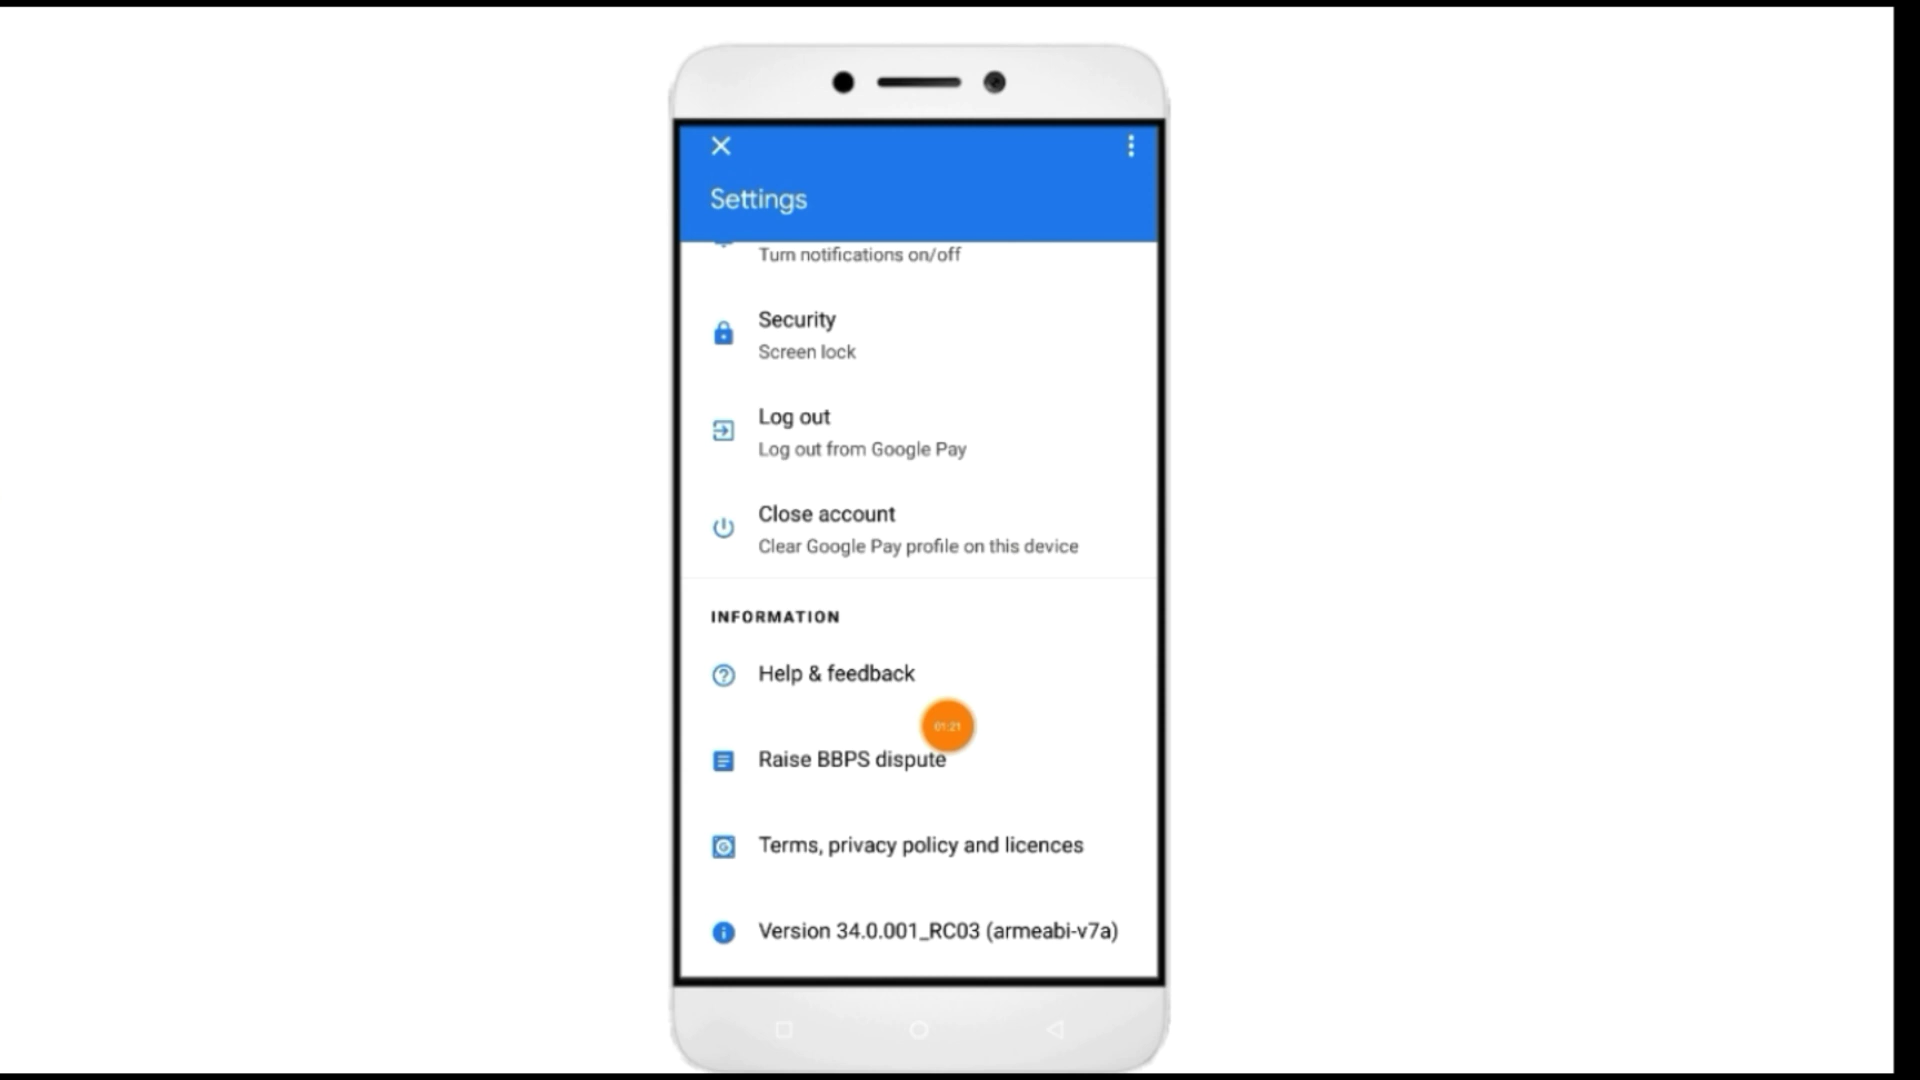 Settings
Turn notifications on/off
Security
Screen lock
Log out
Log out from Google Pay
Close account
Clear Google Pay profile on this device
INFORMATION
Help & feedback
01:21
Raise BBPS dispute
Terms, privacy policy and licences
Version 34.0.001_RC03 (armeabi-v7a)